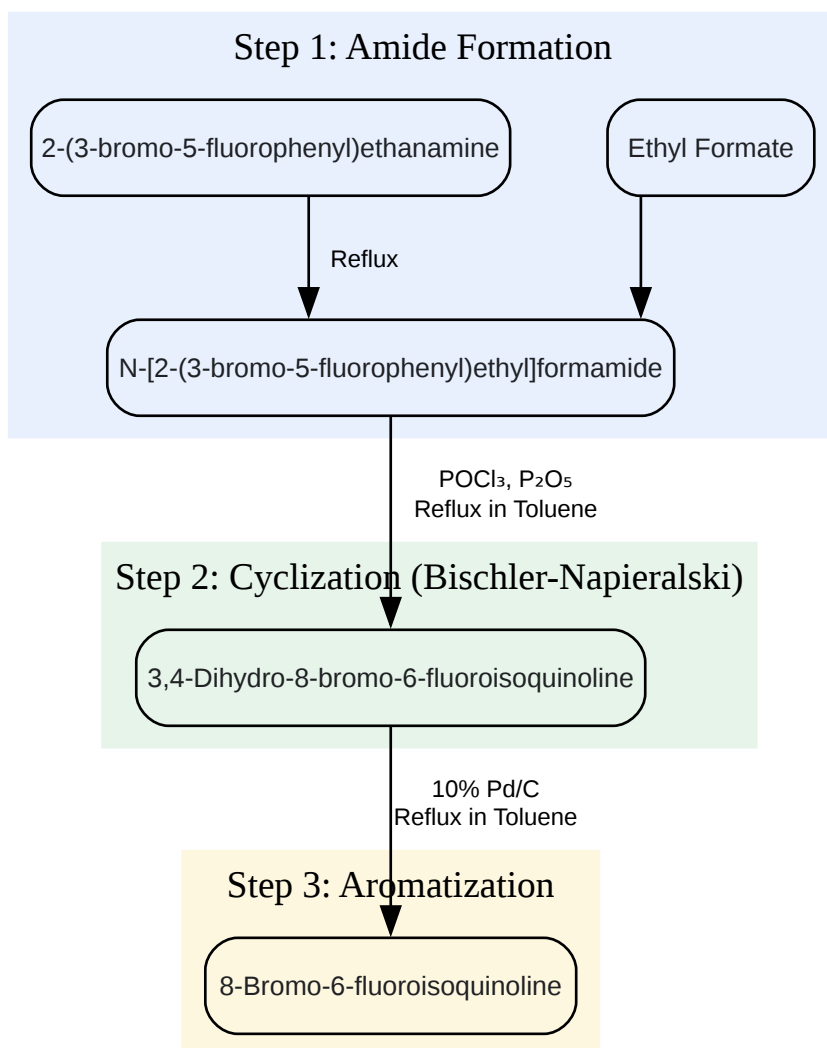 Step 1: Amide Formation
2-(3-bromo-5-fluorophenyl)ethanamine
Ethyl Formate
Reflux
N-[2-(3-bromo-5-fluorophenyl)ethyl]formamide
POCl₃, P₂O₅
Reflux in Toluene
Step 2: Cyclization (Bischler-Napieralski)
3,4-Dihydro-8-bromo-6-fluoroisoquinoline
10% Pd/C
Reflux in Toluene
Step 3: Aromatization
8-Bromo-6-fluoroisoquinoline